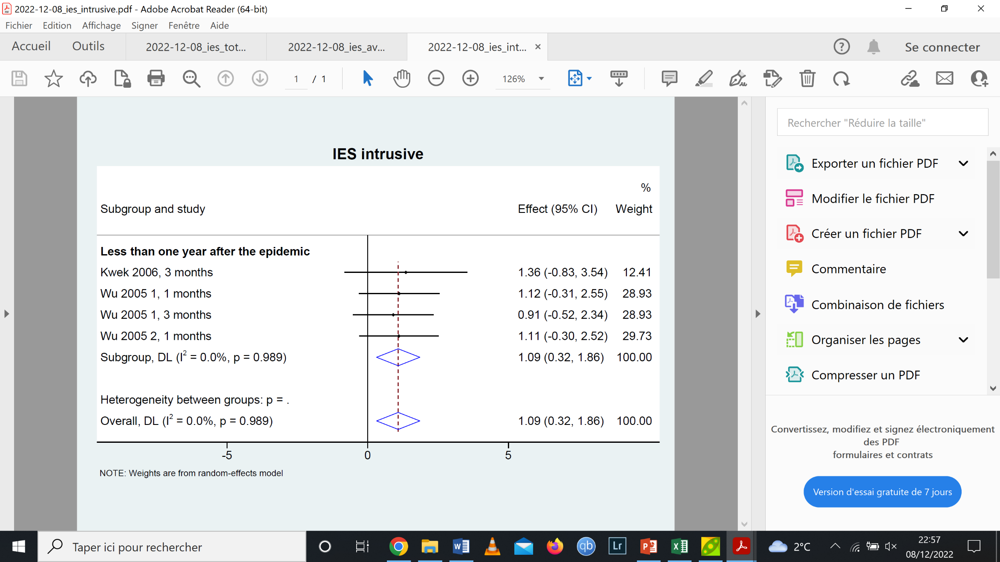 2022-12-08_ies_intrusive.pdf - Adobe Acrobat Reader (64-bit)
Fichier Edition Affichage Signer Fenêtre Aide
Accueil Outils 2022-12-08_ies_tot... 2022-12-08_ies_av... 2022-12-08_ies_int... Se connecter
1 / 1 126%
IES intrusive
%
Subgroup and study Effect (95% CI) Weight
Less than one year after the epidemic
Kwek 2006, 3 months 1.36 (-0.83, 3.54) 12.41
Wu 2005 1, 1 months 1.12 (-0.31, 2.55) 28.93
Wu 2005 1, 3 months 0.91 (-0.52, 2.34) 28.93
Wu 2005 2, 1 months 1.11 (-0.30, 2.52) 29.73
Subgroup, DL (I² = 0.0%, p = 0.989) 1.09 (0.32, 1.86) 100.00
Heterogeneity between groups: p = .
Overall, DL (I² = 0.0%, p = 0.989) 1.09 (0.32, 1.86) 100.00
-5 0 5
NOTE: Weights are from random-effects model
Rechercher "Réduire la taille"
Exporter un fichier PDF
Modifier le fichier PDF
Créer un fichier PDF
Commentaire
Combinaison de fichiers
Organiser les pages
Compresser un PDF
Convertissez, modifiez et signez électroniquement
des PDF
formulaires et contrats
Version d'essai gratuite de 7 jours
Taper ici pour rechercher
qb
Lr
2°C
22:57
08/12/2022